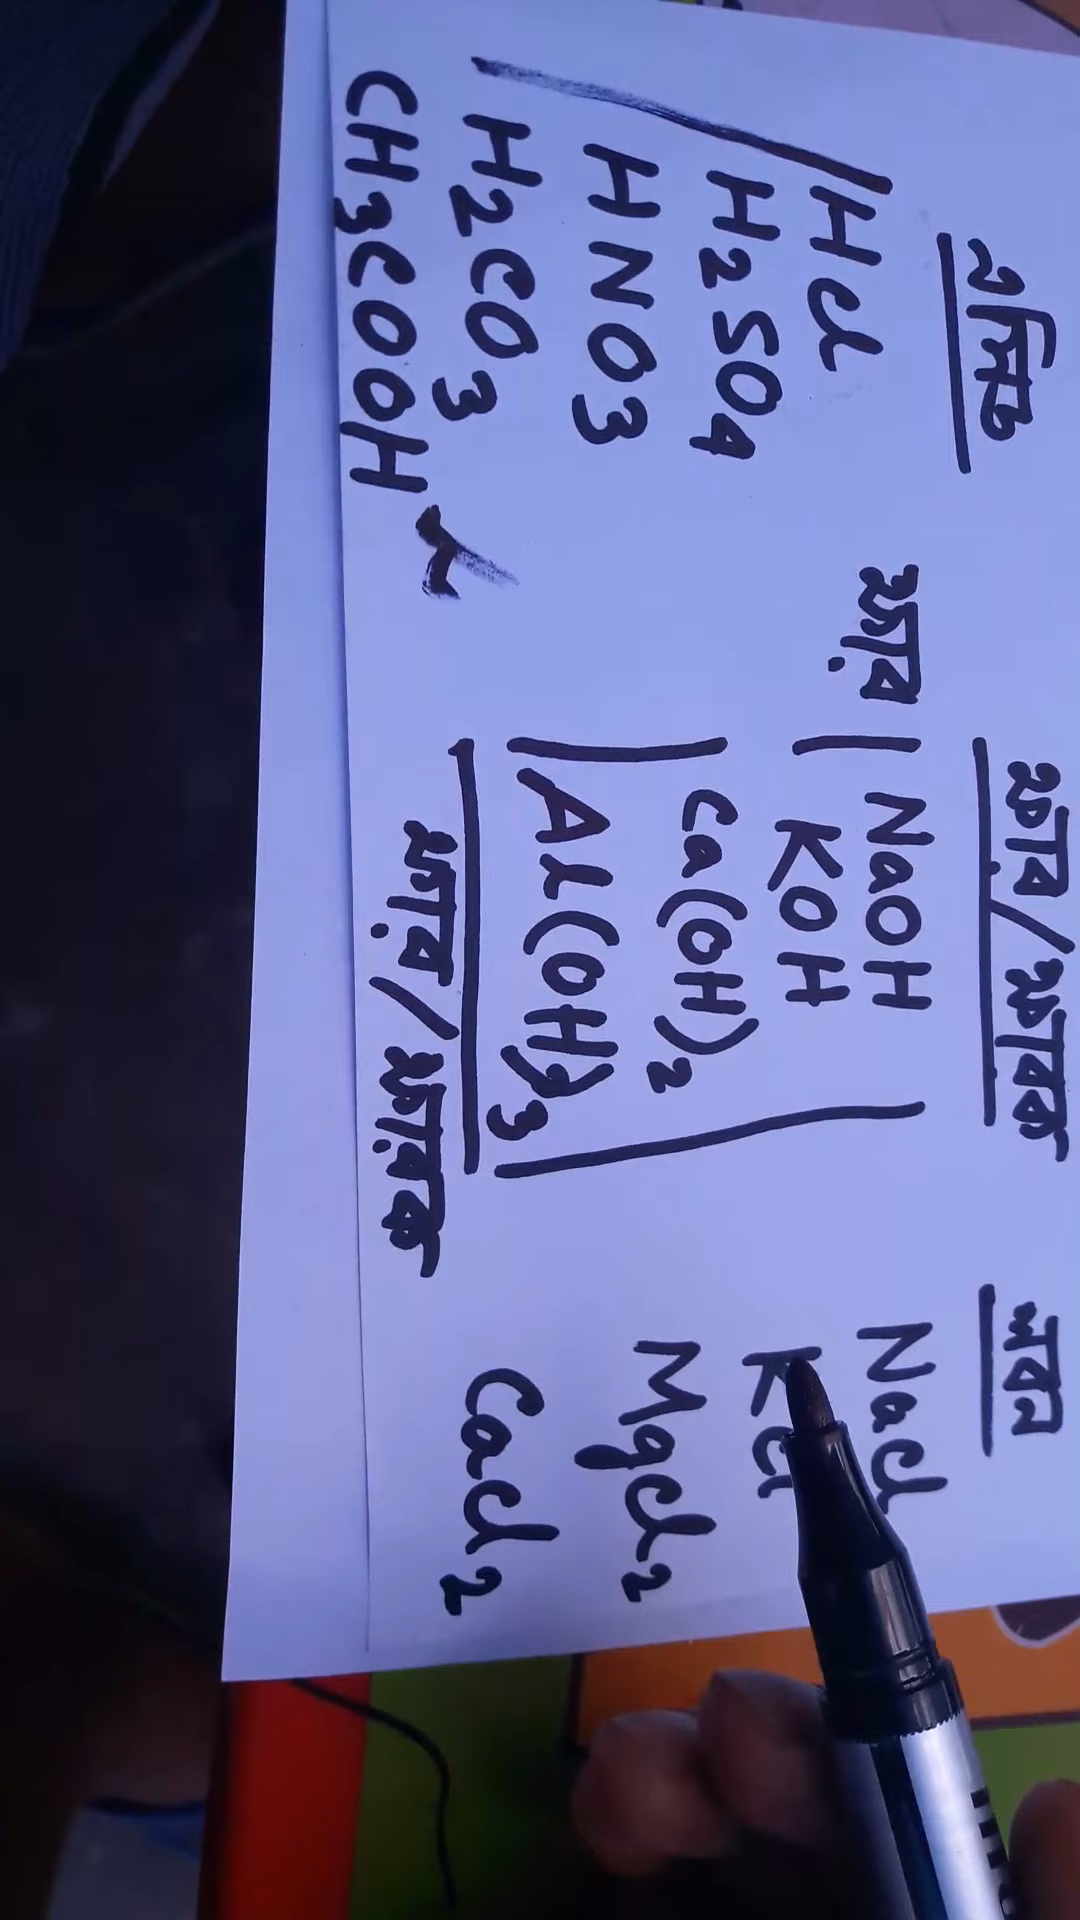 এসিড
HCl
H2SO4
HNO3
H2CO3
CH3COOH
ক্ষার/ক্ষারক
ক্ষার
NaOH
KOH
Ca(OH)2
Al(OH)3
ক্ষার/ক্ষারক
লবন
NaCl
KCl
MgCl2
CaCl2